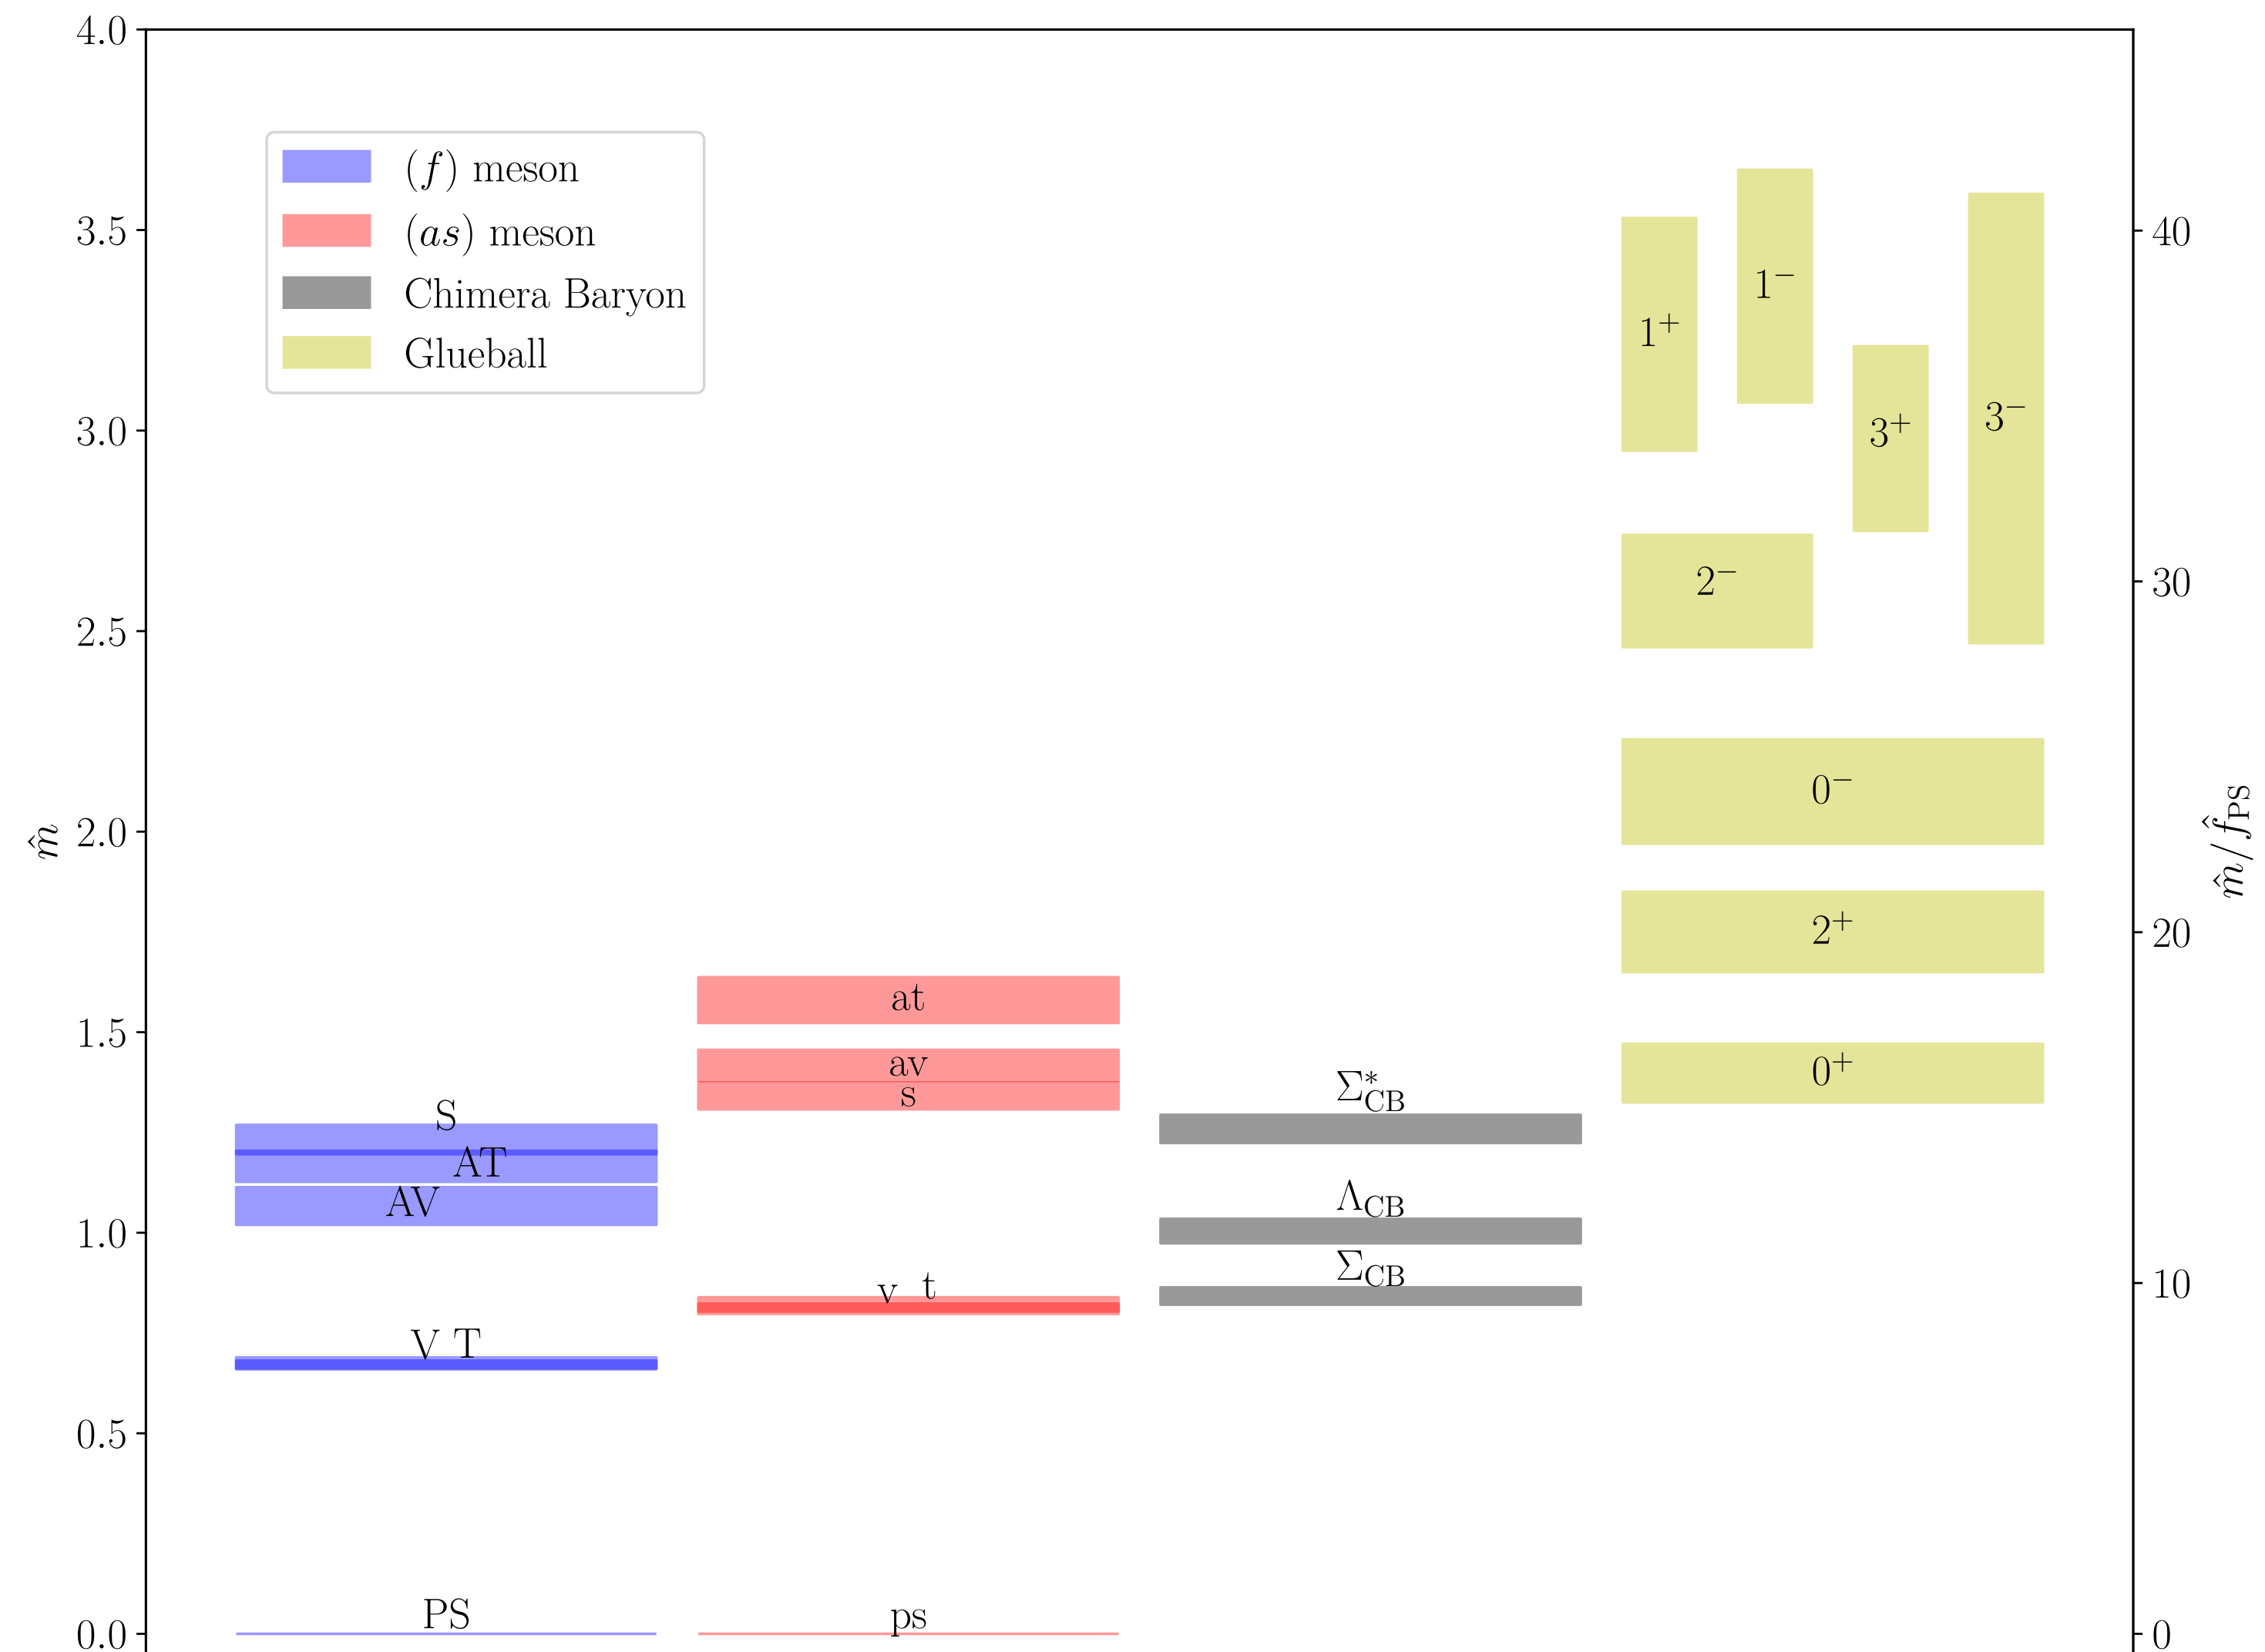 4.0
3.5
3.0
2.5
2.0
1.5
1.0
0.5
0.0
m̂
(f) meson
(as) meson
Chimera Baryon
Glueball
S
AT
AV
V T
PS
at
av
s
v t
ps
Σ*CB
ΛCB
ΣCB
1⁻
1⁺
3⁻
3⁺
2⁻
0⁻
2⁺
0⁺
40
30
20
10
0
m̂/f̂PS